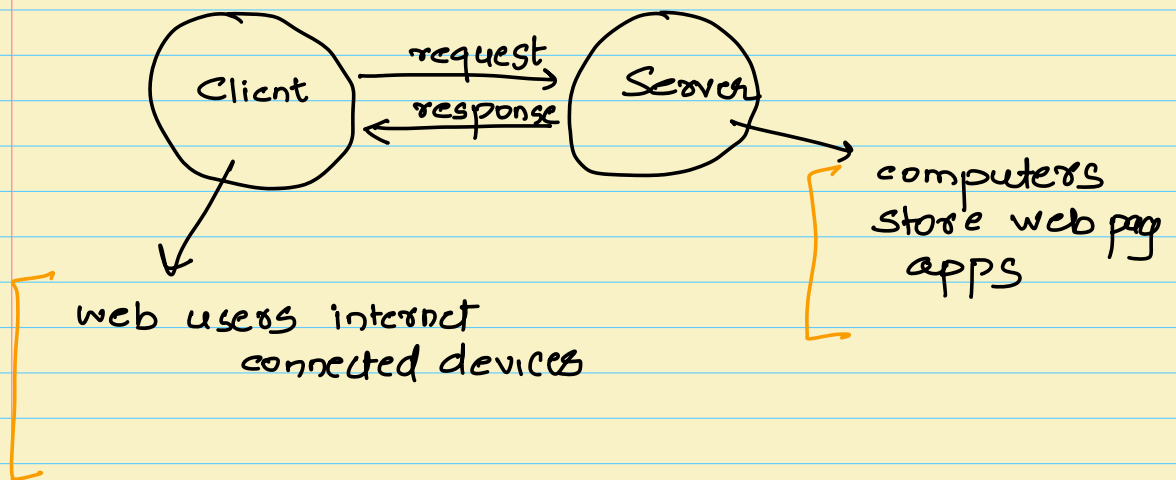 Client
request
response
Server
computers
store web pag
apps
web users internet
connected devices